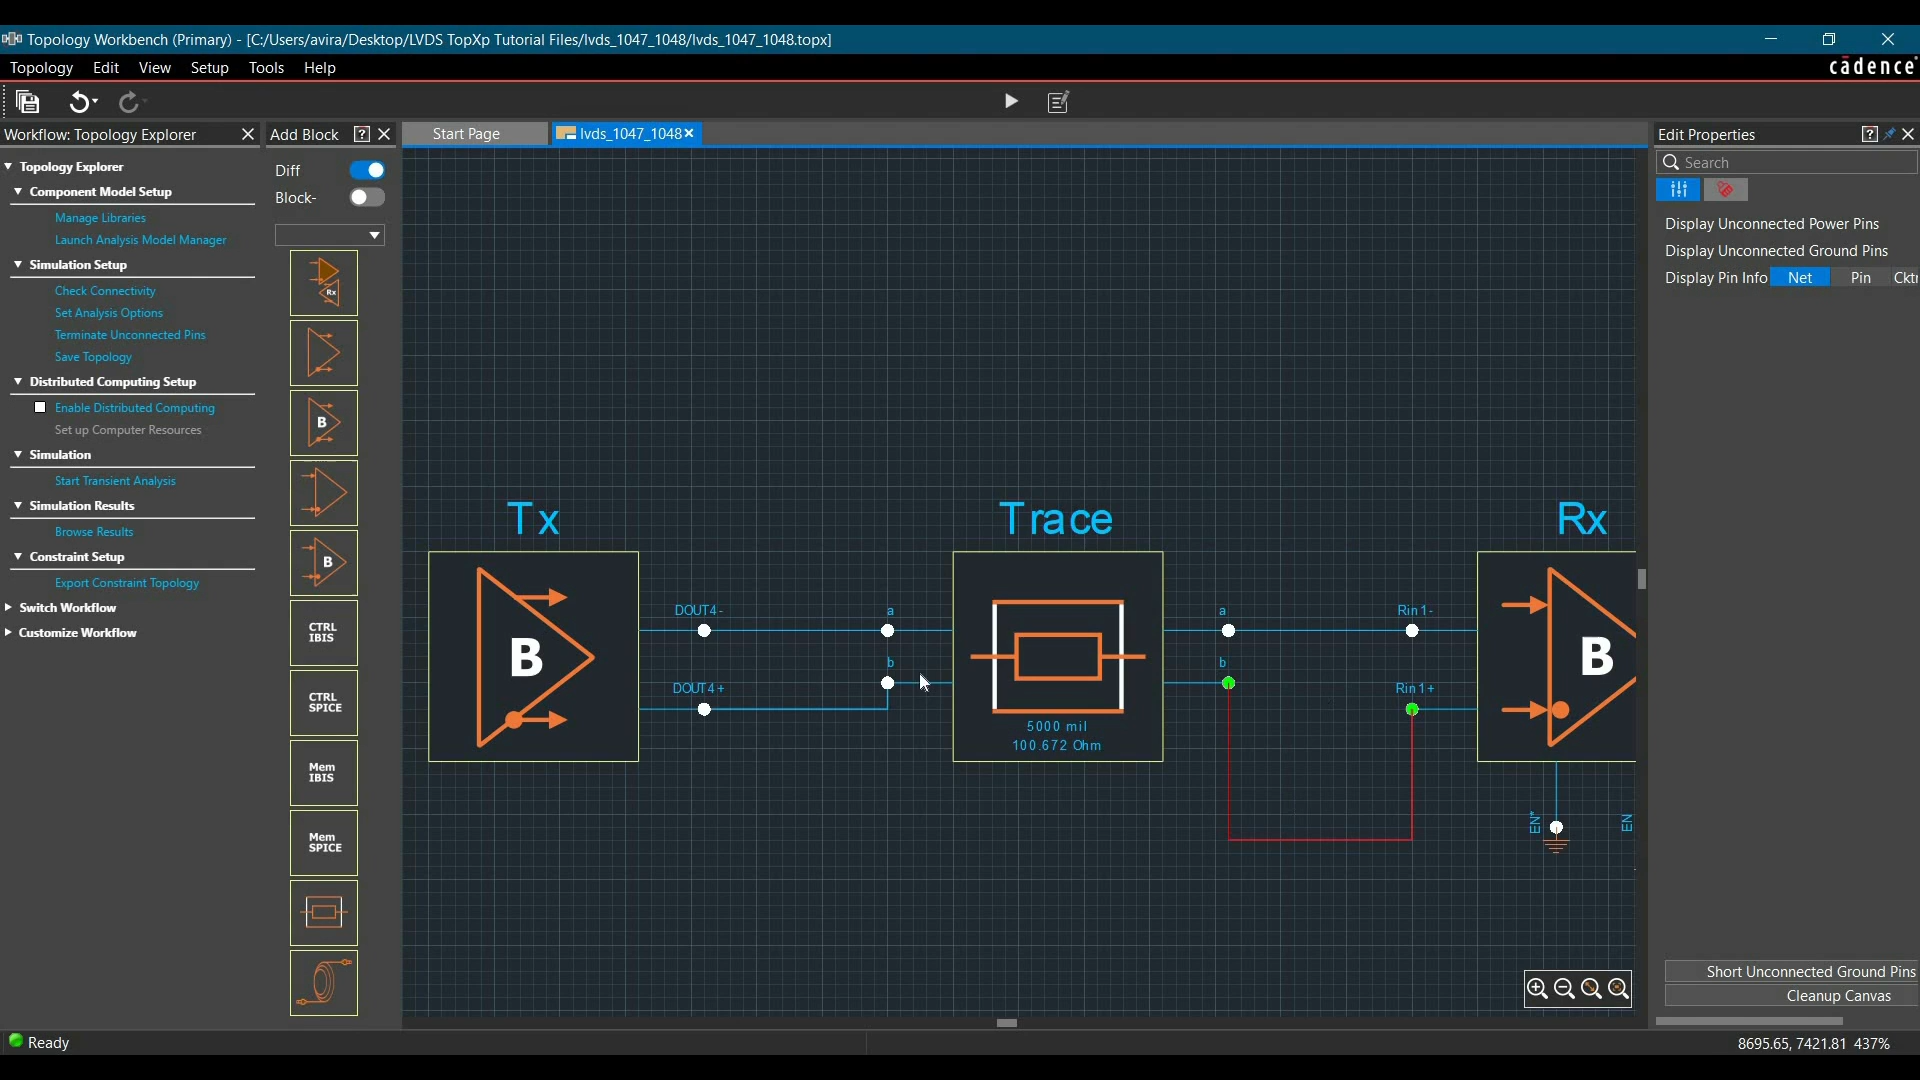 Topology Workbench (Primary) - [C:/Users/avira/Desktop/LVDS TopXp Tutorial Files/lvds_1047_1048/lvds_1047_1048.topx]
Topology Edit View Setup Tools Help
cādence
Workflow: Topology Explorer
Add Block
Start Page
lvds_1047_1048
Edit Properties
Topology Explorer
Component Model Setup
Manage Libraries
Launch Analysis Model Manager
Simulation Setup
Check Connectivity
Set Analysis Options
Terminate Unconnected Pins
Save Topology
Distributed Computing Setup
Enable Distributed Computing
Set up Computer Resources
Simulation
Start Transient Analysis
Simulation Results
Browse Results
Constraint Setup
Export Constraint Topology
Switch Workflow
Customize Workflow
Diff
Block-
Rx
B
B
CTRL
IBIS
CTRL
SPICE
Mem
IBIS
Mem
SPICE
Tx
Trace
Rx
DOUT4-
a
a
Rin1-
B
b
b
B
DOUT4+
Rin1+
5000 mil
100.672 Ohm
EN*
EN
Search
Display Unconnected Power Pins
Display Unconnected Ground Pins
Display Pin Info Net Pin Cktı
Short Unconnected Ground Pins
Cleanup Canvas
Ready
8695.65, 7421.81 437%